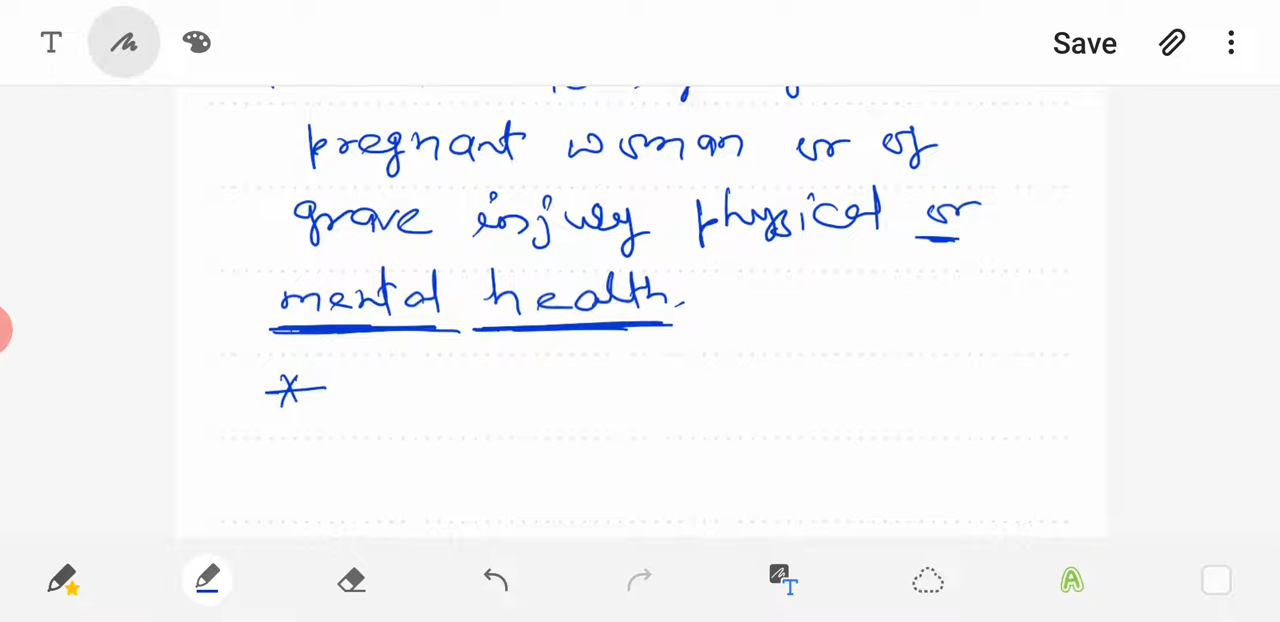 T Save
pregnant woman or of
grave injury physical or
mental health.
*
T A